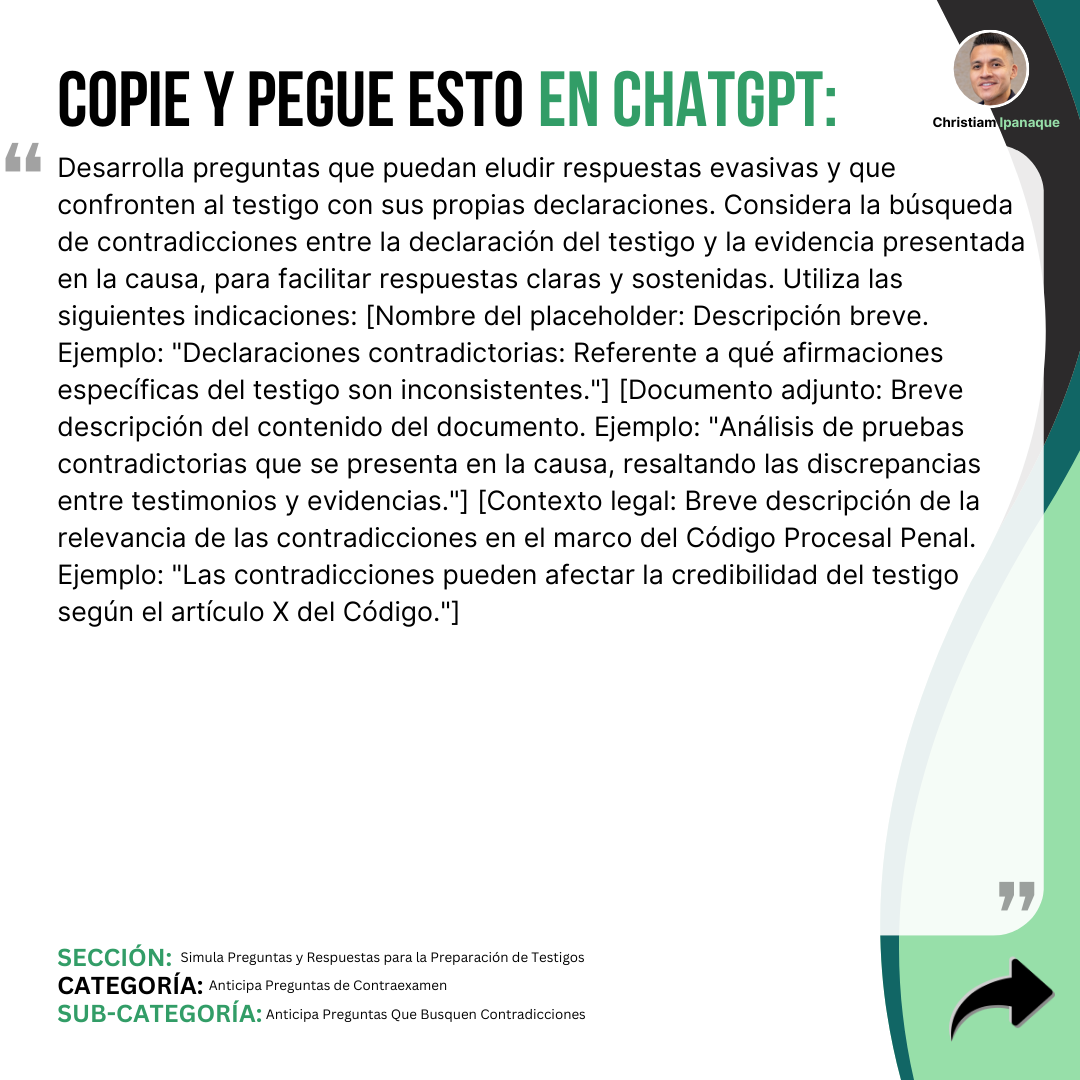 COPIE Y PEGUE ESTO EN CHATGPT:
Christiam Ipanaque
“
Desarrolla preguntas que puedan eludir respuestas evasivas y que
confronten al testigo con sus propias declaraciones. Considera la búsqueda
de contradicciones entre la declaración del testigo y la evidencia presentada
en la causa, para facilitar respuestas claras y sostenidas. Utiliza las
siguientes indicaciones: [Nombre del placeholder: Descripción breve.
Ejemplo: "Declaraciones contradictorias: Referente a qué afirmaciones
específicas del testigo son inconsistentes."] [Documento adjunto: Breve
descripción del contenido del documento. Ejemplo: "Análisis de pruebas
contradictorias que se presenta en la causa, resaltando las discrepancias
entre testimonios y evidencias."] [Contexto legal: Breve descripción de la
relevancia de las contradicciones en el marco del Código Procesal Penal.
Ejemplo: "Las contradicciones pueden afectar la credibilidad del testigo
según el artículo X del Código."]
”
SECCIÓN: Simula Preguntas y Respuestas para la Preparación de Testigos
CATEGORÍA: Anticipa Preguntas de Contraexamen
SUB-CATEGORÍA: Anticipa Preguntas Que Busquen Contradicciones